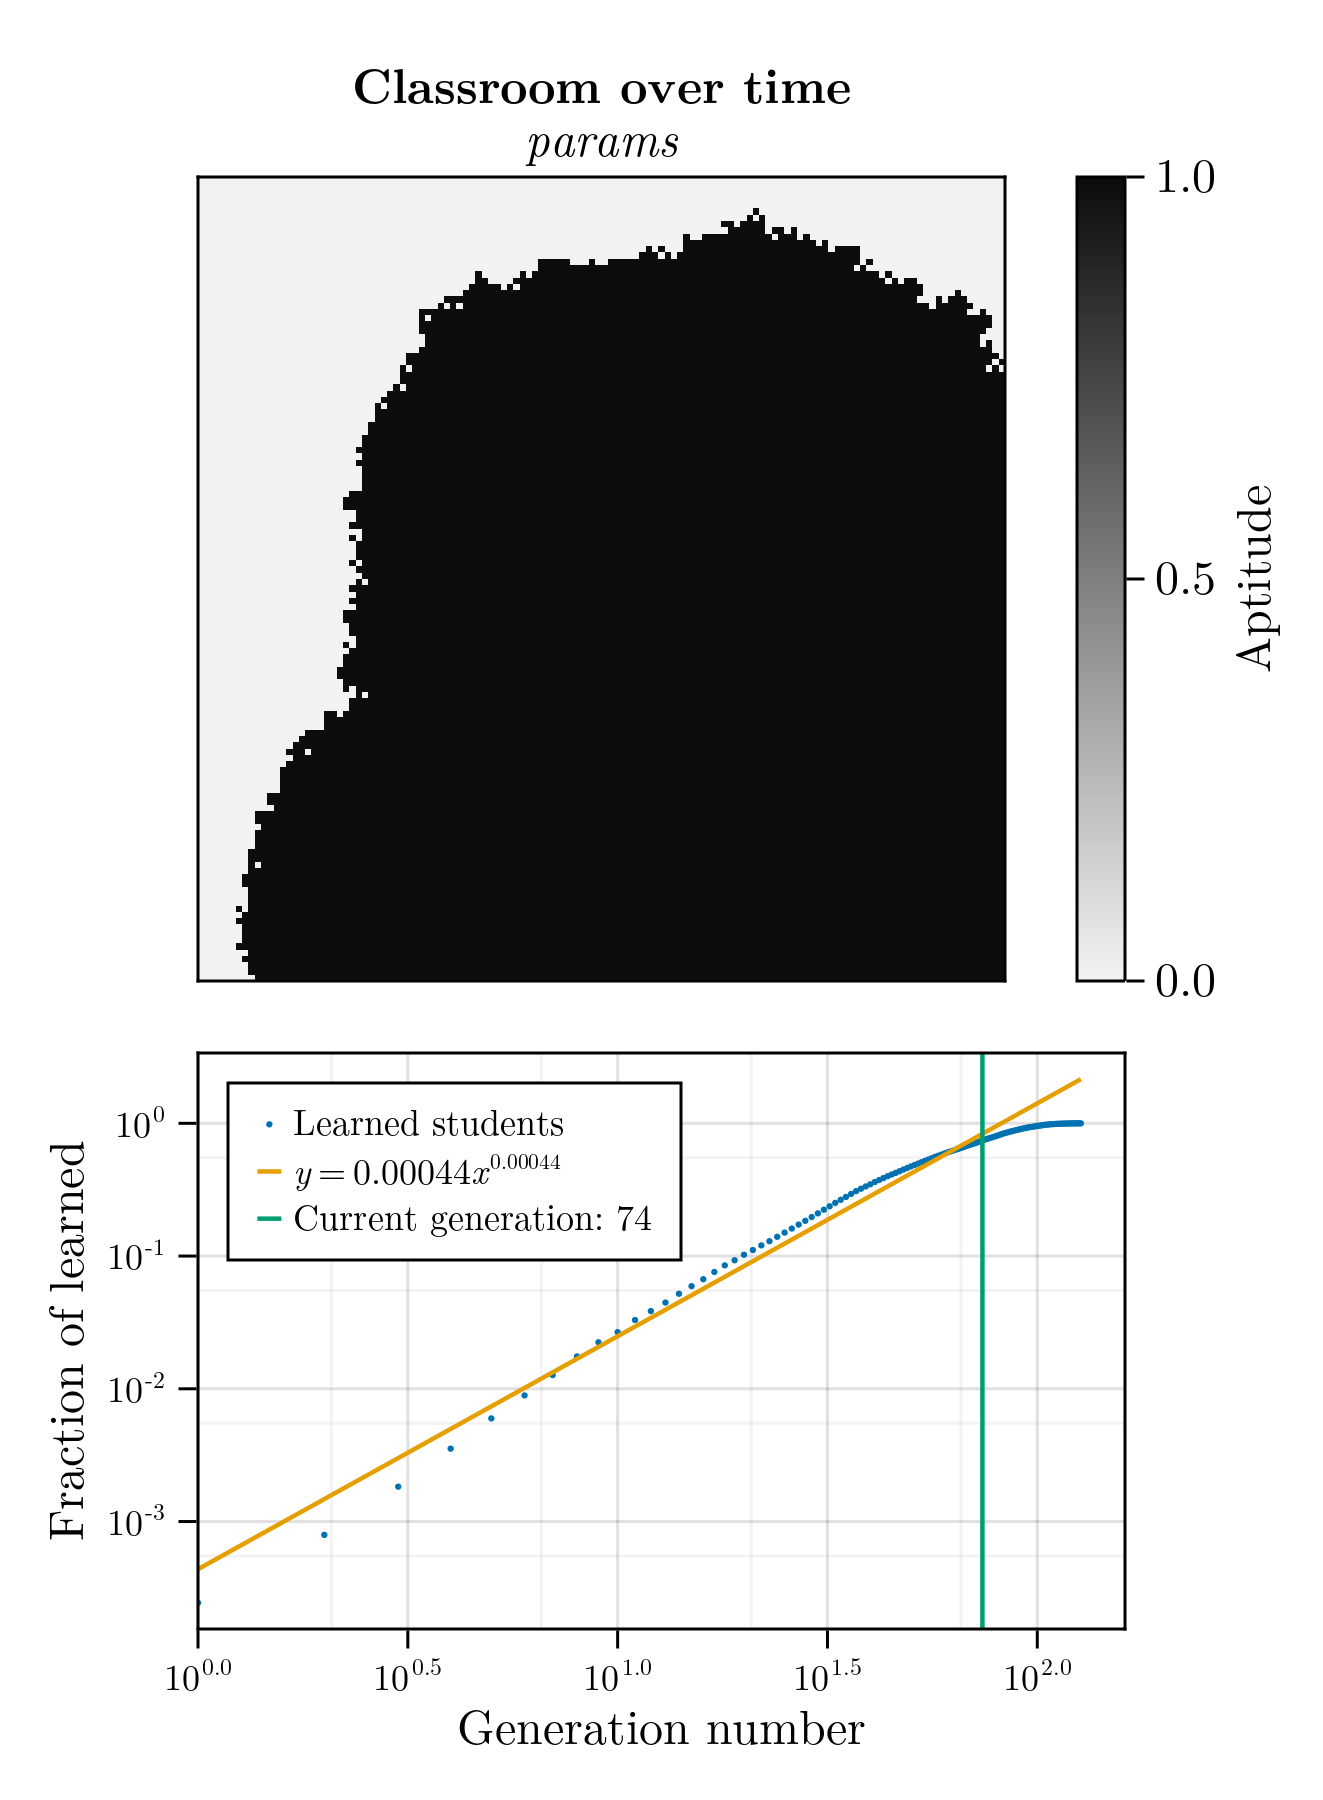 Classroom over time
params
1.0
0.5
0.0
Aptitude
Learned students
y = 0.00044x^0.00044
Current generation: 74
10^0
10^-1
10^-2
10^-3
Fraction of learned
10^0.0 10^0.5 10^1.0 10^1.5 10^2.0
Generation number